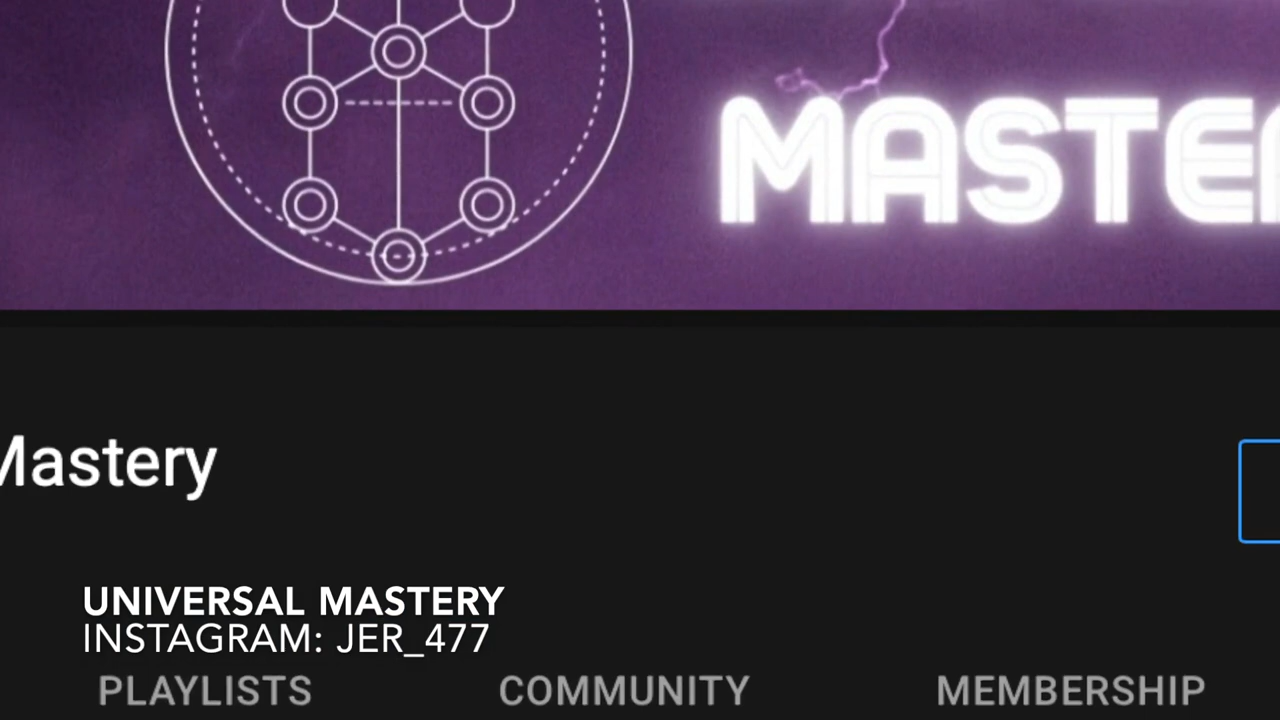 MASTE
Mastery
UNIVERSAL MASTERY
INSTAGRAM: JER_477
PLAYLISTS COMMUNITY MEMBERSHIP